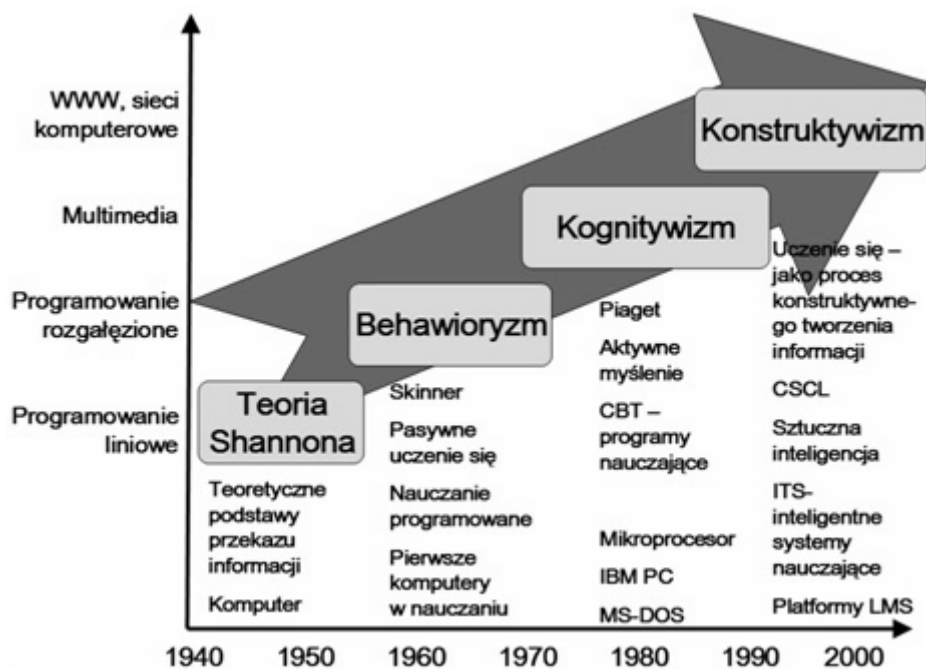 WWW, sieci
komputerowe
Multimedia
Programowanie
rozgałęzione
Programowanie
liniowe
Teoria
Shannona
Teoretyczne
podstawy
przekazu
informacji
Komputer
Behawioryzm
Skinner
Pasywne
uczenie się
Nauczanie
programowane
Pierwsze
komputery
w nauczaniu
Kognitywizm
Piaget
Aktywne
myślenie
CBT –
programy
nauczające
Mikroprocesor
IBM PC
MS-DOS
Konstruktywizm
Uczenie się –
jako proces
konstruktywne-
go tworzenia
informacji
CSCL
Sztuczna
inteligencja
ITS-
inteligentne
systemy
nauczające
Platformy LMS
1940 1950 1960 1970 1980 1990 2000